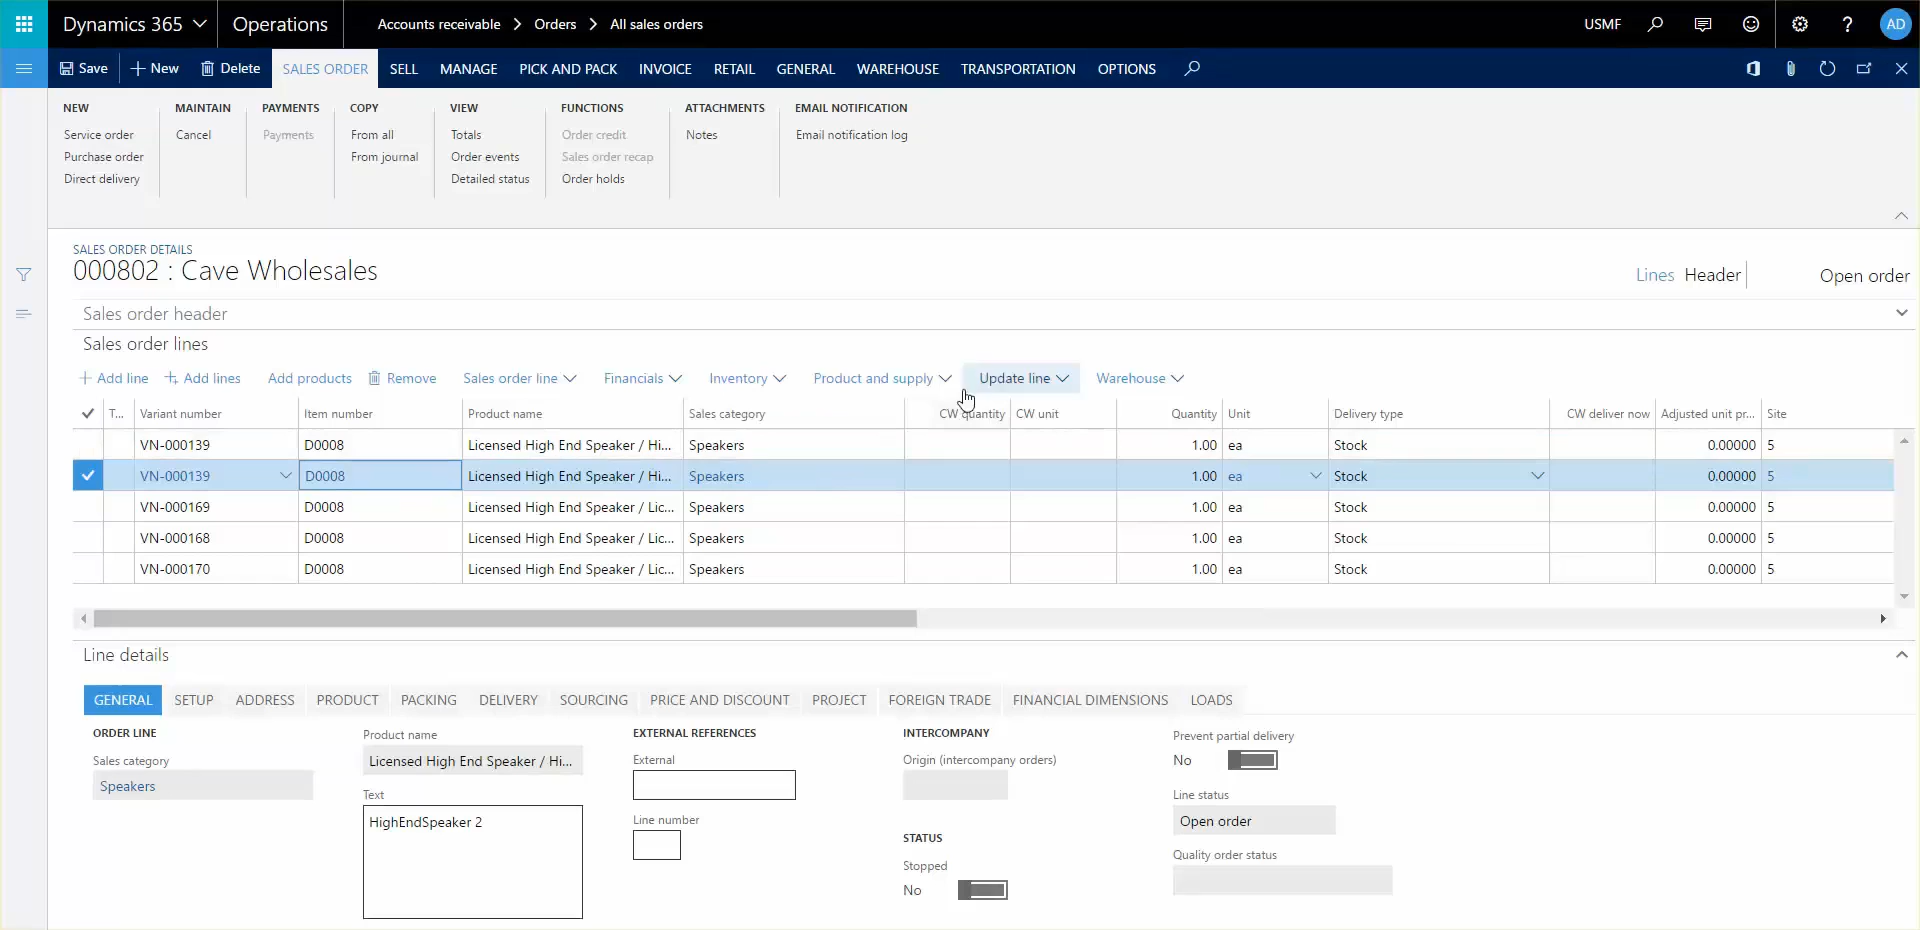 Dynamics 365 Operations Accounts receivable Orders All sales orders USMF ? AD
Save New Delete SALES ORDER SELL MANAGE PICK AND PACK INVOICE RETAIL GENERAL WAREHOUSE TRANSPORTATION OPTIONS
NEW MAINTAIN PAYMENTS COPY VIEW FUNCTIONS ATTACHMENTS EMAIL NOTIFICATION
Service order Cancel Payments From all Totals Order credit Notes Email notification log
Purchase order From journal Order events Sales order recap
Direct delivery Detailed status Order holds
SALES ORDER DETAILS
000802 : Cave Wholesales Lines Header Open order
Sales order header
Sales order lines
Add line Add lines Add products Remove Sales order line Financials Inventory Product and supply Update line Warehouse
T... Variant number Item number Product name Sales category CW quantity CW unit Quantity Unit Delivery type CW deliver now Adjusted unit pr... Site
VN-000139 D0008 Licensed High End Speaker / Hi... Speakers 1.00 ea Stock 0.00000 5
VN-000139 D0008 Licensed High End Speaker / Hi... Speakers 1.00 ea Stock 0.00000 5
VN-000169 D0008 Licensed High End Speaker / Lic... Speakers 1.00 ea Stock 0.00000 5
VN-000168 D0008 Licensed High End Speaker / Lic... Speakers 1.00 ea Stock 0.00000 5
VN-000170 D0008 Licensed High End Speaker / Lic... Speakers 1.00 ea Stock 0.00000 5
Line details
GENERAL SETUP ADDRESS PRODUCT PACKING DELIVERY SOURCING PRICE AND DISCOUNT PROJECT FOREIGN TRADE FINANCIAL DIMENSIONS LOADS
ORDER LINE
Sales category
Speakers
Product name
Licensed High End Speaker / Hi...
Text
HighEndSpeaker 2
EXTERNAL REFERENCES
External
Line number
INTERCOMPANY
Origin (intercompany orders)
STATUS
Stopped
No
Prevent partial delivery
No
Line status
Open order
Quality order status